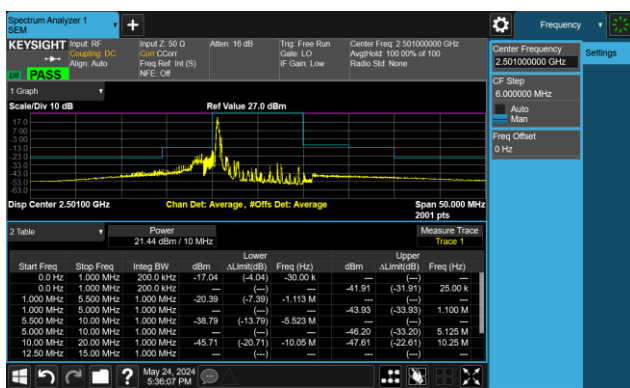 Spectrum Analyzer 1
SEM
Frequency
KEYSIGHT
Input: RF
Coupling: DC
Align: Auto
Input Z: 50 Ω
Corr CCorr
Freq Ref: Int (S)
NFE: Off
Atten: 16 dB
Trig: Free Run
Gate: LO
IF Gain: Low
Center Freq: 2.501000000 GHz
Avg|Hold: 100.00% of 100
Radio Std: None
PASS
Center Frequency
2.501000000 GHz
Settings
CF Step
6.000000 MHz
Auto
Man
Freq Offset
0 Hz
1 Graph
Scale/Div 10 dB
Ref Value 27.0 dBm
17.0
7.00
-3.00
-13.0
-23.0
-33.0
-43.0
-53.0
-63.0
Disp Center 2.50100 GHz
Chan Det: Average, #Offs Det: Average
Span 50.000 MHz
2001 pts
2 Table
Power
21.44 dBm / 10 MHz
Measure Trace
Trace 1
Lower Upper
Start Freq Stop Freq Integ BW dBm ΔLimit(dB) Freq (Hz) dBm ΔLimit(dB) Freq (Hz)
0.0 Hz 1.000 MHz 200.0 kHz -17.04 (-4.04) -30.00 k --- (---) ---
0.0 Hz 1.000 MHz 200.0 kHz --- (---) --- -41.91 (-31.91) 25.00 k
1.000 MHz 5.500 MHz 1.000 MHz -20.39 (-7.39) -1.113 M --- (---) ---
1.000 MHz 5.000 MHz 1.000 MHz --- (---) --- -43.93 (-33.93) 1.100 M
5.500 MHz 10.00 MHz 1.000 MHz -38.79 (-13.79) -5.523 M --- (---) ---
5.000 MHz 10.00 MHz 1.000 MHz --- (---) --- -46.20 (-33.20) 5.125 M
10.00 MHz 20.00 MHz 1.000 MHz -45.71 (-20.71) -10.05 M -47.61 (-22.61) 10.25 M
12.50 MHz 15.00 MHz 1.000 MHz --- (---) --- --- (---) ---
May 24, 2024
5:36:07 PM